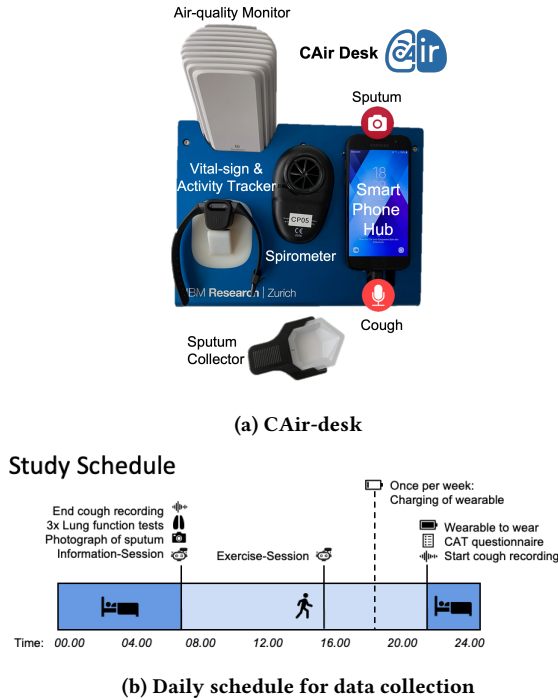 Air-quality Monitor
CAir Desk
CAir
Sputum
Vital-sign &
Activity Tracker
18
Smart
Phone
Hub
CP05
CE
Spirometer
IBM Research | Zurich
Cough
Sputum
Collector
(a) CAir-desk
Study Schedule
Once per week:
Charging of wearable
End cough recording
3x Lung function tests
Photograph of sputum
Information-Session
Exercise-Session
Wearable to wear
CAT questionnaire
Start cough recording
Time: 00.00 04.00 08.00 12.00 16.00 20.00 24.00
(b) Daily schedule for data collection